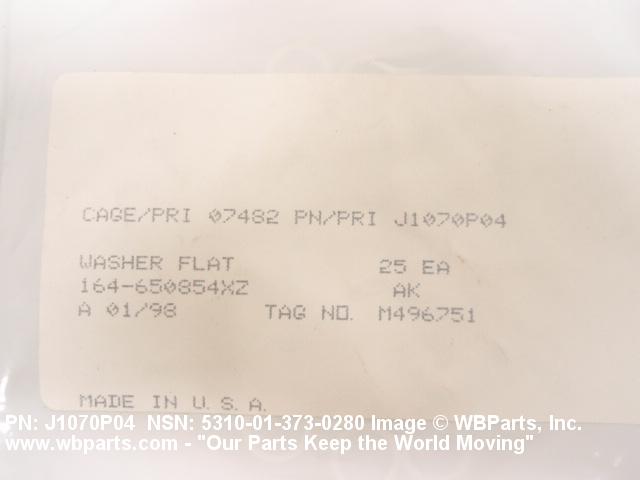 CAGE/PRI 07482 PN/PRI J1070P04
WASHER FLAT 25 EA
164-650854XZ AK
A 01/98 TAG NO. M496751
MADE IN U.S.A.
PN: J1070P04 NSN: 5310-01-373-0280 Image © WBParts, Inc.
www.wbparts.com - "Our Parts Keep the World Moving"